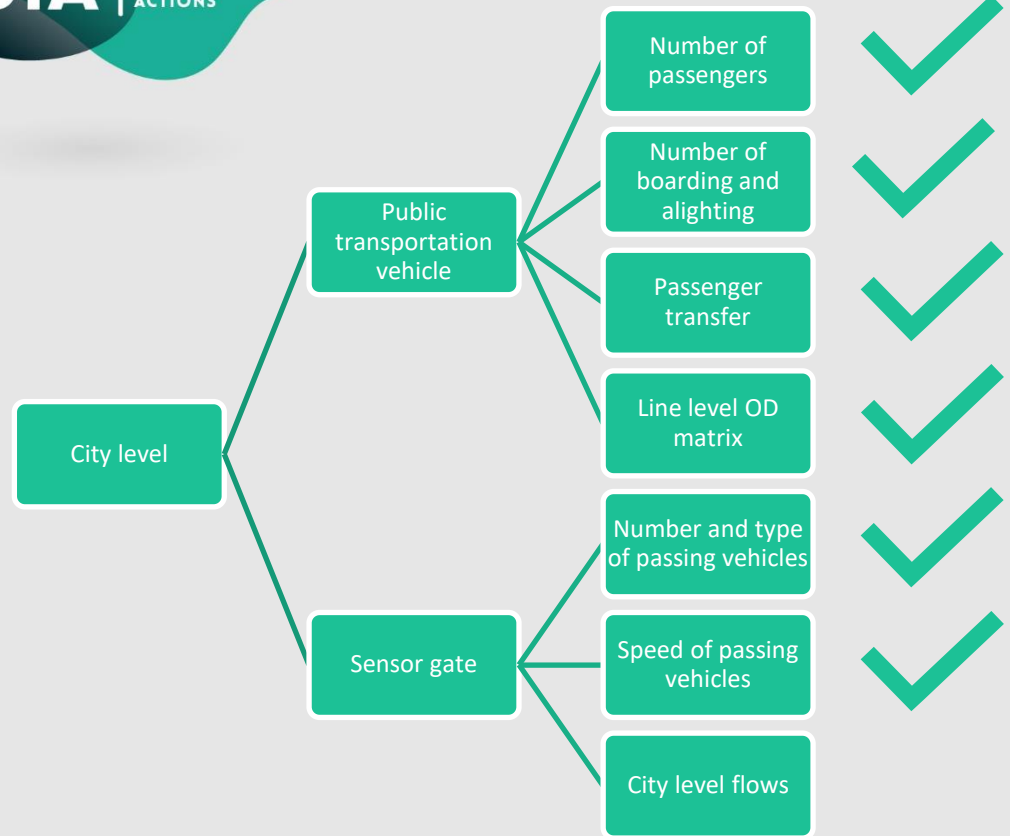 ACTIONS
Number of
passengers
Number of
boarding and
alighting
Public
transportation
vehicle
Passenger
transfer
Line level OD
matrix
City level
Number and type
of passing vehicles
Sensor gate
Speed of passing
vehicles
City level flows